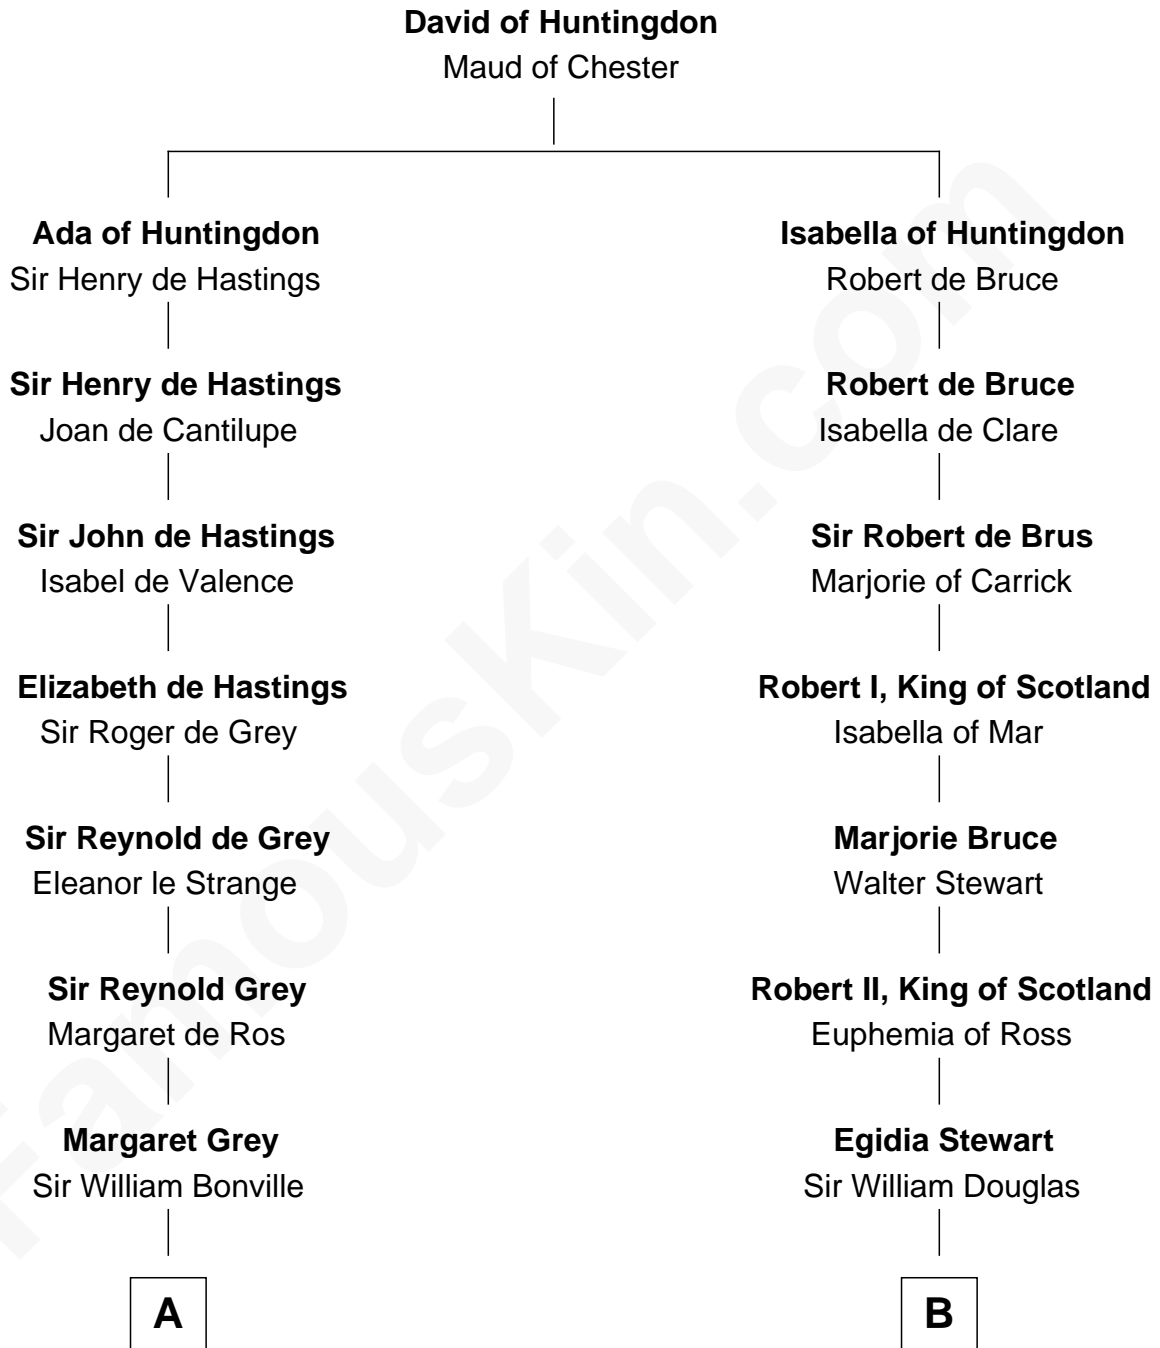 David of Huntingdon
Maud of Chester
Ada of Huntingdon
Sir Henry de Hastings
Isabella of Huntingdon
Robert de Bruce
Sir Henry de Hastings
Joan de Cantilupe
Robert de Bruce
Isabella de Clare
Sir John de Hastings
Isabel de Valence
Sir Robert de Brus
Marjorie of Carrick
Elizabeth de Hastings
Sir Roger de Grey
Robert I, King of Scotland
Isabella of Mar
Sir Reynold de Grey
Eleanor le Strange
Marjorie Bruce
Walter Stewart
Sir Reynold Grey
Margaret de Ros
Robert II, King of Scotland
Euphemia of Ross
Margaret Grey
Sir William Bonville
Egidia Stewart
Sir William Douglas
A
B
FamousKin.com